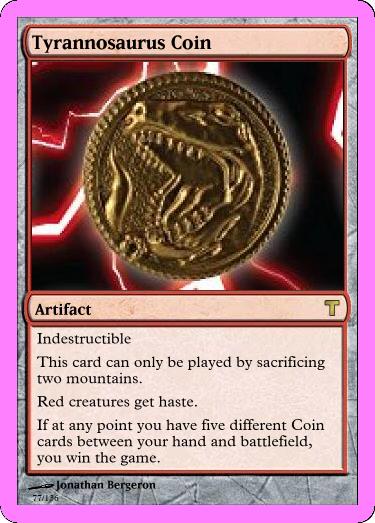 Tyrannosaurus Coin
Artifact
T
Indestructible
This card can only be played by sacrificing
two mountains.
Red creatures get haste.
If at any point you have five different Coin
cards between your hand and battlefield,
you win the game.
Jonathan Bergeron
77/136